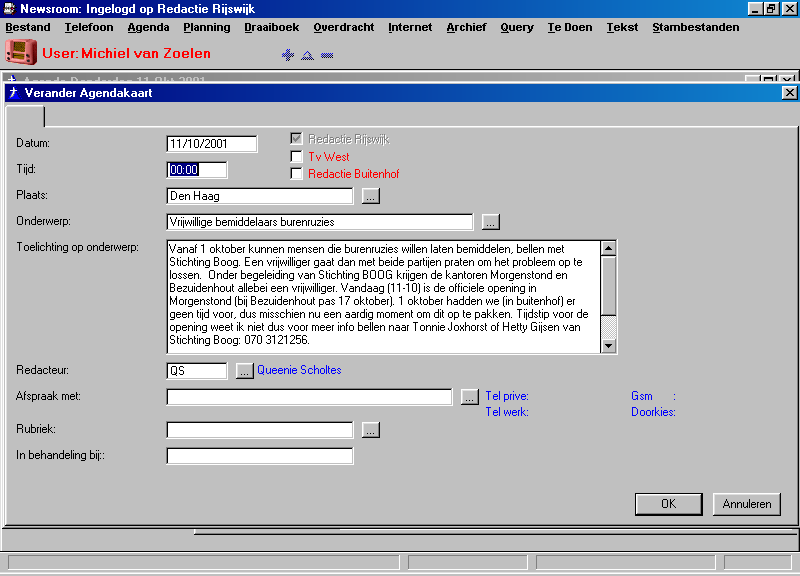 Newsroom: Ingelogd op Redactie Rijswijk
Bestand Telefoon Agenda Planning Draaiboek Overdracht Internet Archief Query Te Doen Tekst Stambestanden
User: Michiel van Zoelen
Agenda Donderdag 11 Okt 2001
Verander Agendakaart
Datum: 11/10/2001 Redactie Rijswijk
Tv West
Tijd: 00:00 Redactie Buitenhof
Plaats: Den Haag ...
Onderwerp: Vrijwillige bemiddelaars burenruzies ...
Toelichting op onderwerp: Vanaf 1 oktober kunnen mensen die burenruzies willen laten bemiddelen, bellen met
Stichting Boog. Een vrijwilliger gaat dan met beide partijen praten om het probleem op te
lossen. Onder begeleiding van Stichting BOOG krijgen de kantoren Morgenstond en
Bezuidenhout allebei een vrijwilliger. Vandaag (11-10) is de officiele opening in
Morgenstond (bij Bezuidenhout pas 17 oktober). 1 oktober hadden we (in buitenhof) er
geen tijd voor, dus misschien nu een aardig moment om dit op te pakken. Tijdstip voor de
opening weet ik niet dus voor meer info bellen naar Tonnie Joxhorst of Hetty Gijsen van
Stichting Boog: 070 3121256.
Redacteur: QS ... Queenie Scholtes
Afspraak met: ... Tel prive: Gsm :
Tel werk: Doorkies:
Rubriek: ...
In behandeling bij::
OK Annuleren